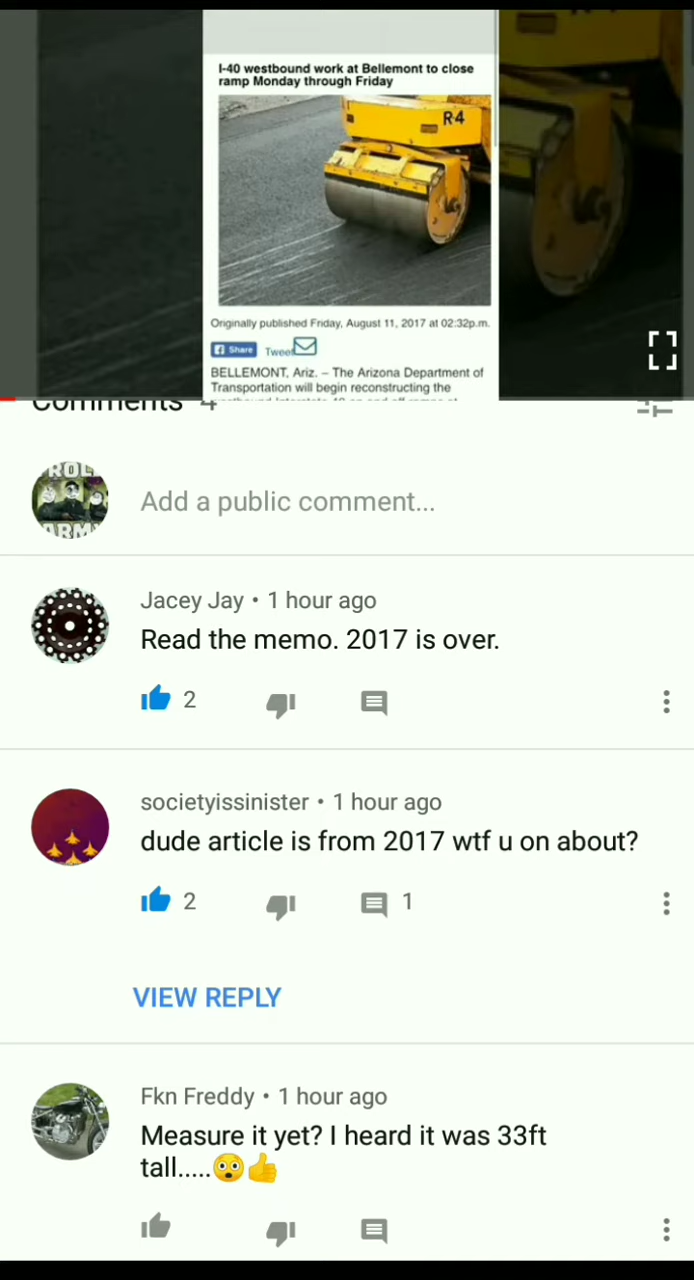 I-40 westbound work at Bellemont to close
ramp Monday through Friday
R4
Originally published Friday, August 11, 2017 at 02:32p.m.
Share Tweet
BELLEMONT, Ariz. – The Arizona Department of
Transportation will begin reconstructing the
Comments 4
ROL
ARM
Add a public comment...
Jacey Jay • 1 hour ago
Read the memo. 2017 is over.
2
societyissinister • 1 hour ago
dude article is from 2017 wtf u on about?
2 1
VIEW REPLY
Fkn Freddy • 1 hour ago
Measure it yet? I heard it was 33ft
tall.....😲👍